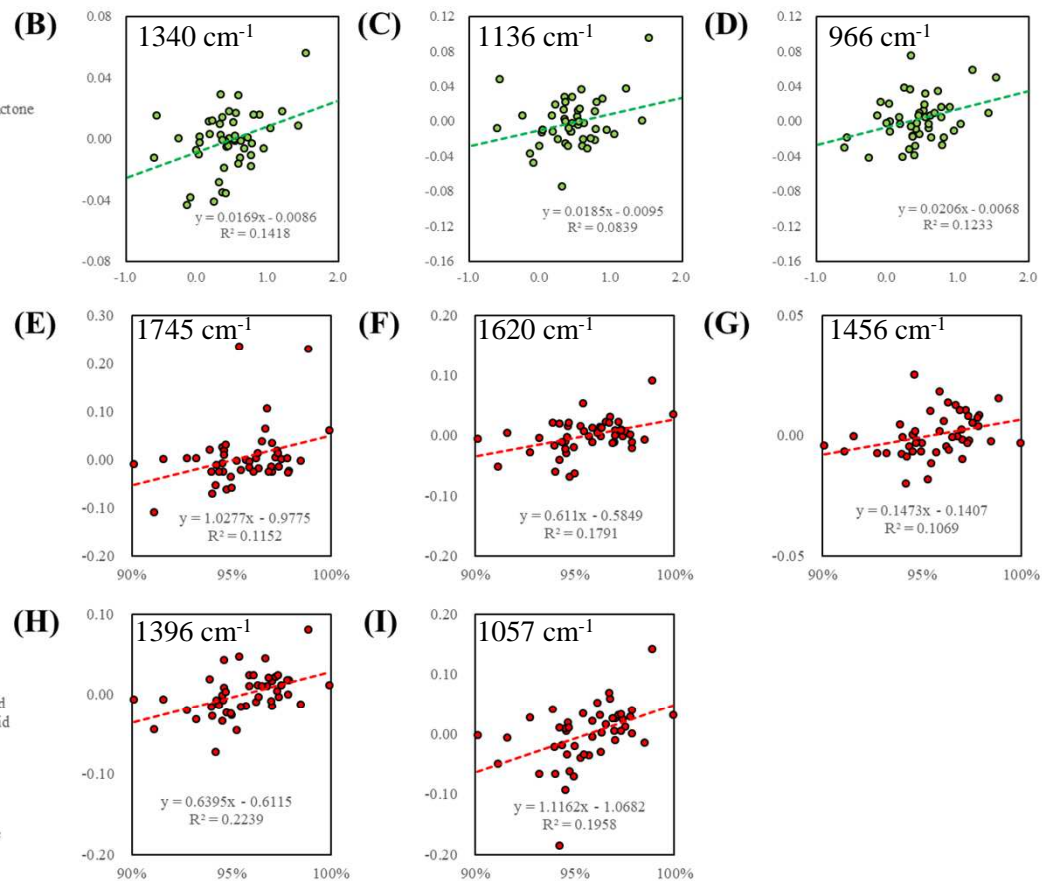 (B)
1340 cm-1
0.08
0.04
0.00
-0.04
-0.08
y = 0.0169x - 0.0086
R² = 0.1418
-1.0 0.0 1.0 2.0
(C)
1136 cm-1
0.12
0.08
0.04
0.00
-0.04
-0.08
-0.12
-0.16
y = 0.0185x - 0.0095
R² = 0.0839
-1.0 0.0 1.0 2.0
(D)
966 cm-1
0.12
0.08
0.04
0.00
-0.04
-0.08
-0.12
-0.16
y = 0.0206x - 0.0068
R² = 0.1233
-1.0 0.0 1.0 2.0
ctone
(E)
1745 cm-1
0.30
0.20
0.10
0.00
-0.10
-0.20
y = 1.0277x - 0.9775
R² = 0.1152
90% 95% 100%
(F)
1620 cm-1
0.20
0.10
0.00
-0.10
-0.20
y = 0.611x - 0.5849
R² = 0.1791
90% 95% 100%
(G)
1456 cm-1
0.05
0.00
-0.05
y = 0.1473x - 0.1407
R² = 0.1069
90% 95% 100%
(H)
1396 cm-1
0.10
0.00
-0.10
-0.20
y = 0.6395x - 0.6115
R² = 0.2239
90% 95% 100%
d
id
(I)
1057 cm-1
0.20
0.10
0.00
-0.10
-0.20
y = 1.1162x - 1.0682
R² = 0.1958
90% 95% 100%